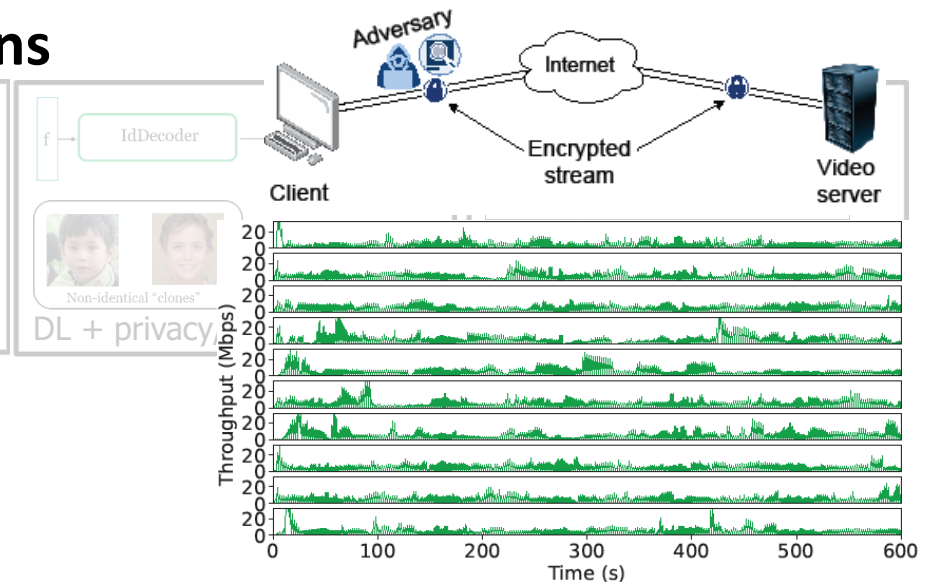 ns
Adversary
Internet
f
IdDecoder
Encrypted
stream
Client
Video
server
Non-identical "clones"
DL + privacy
Throughput (Mbps)
20
0
20
0
20
0
20
0
20
0
20
0
20
0
20
0
20
0
20
0
0 100 200 300 400 500 600
Time (s)